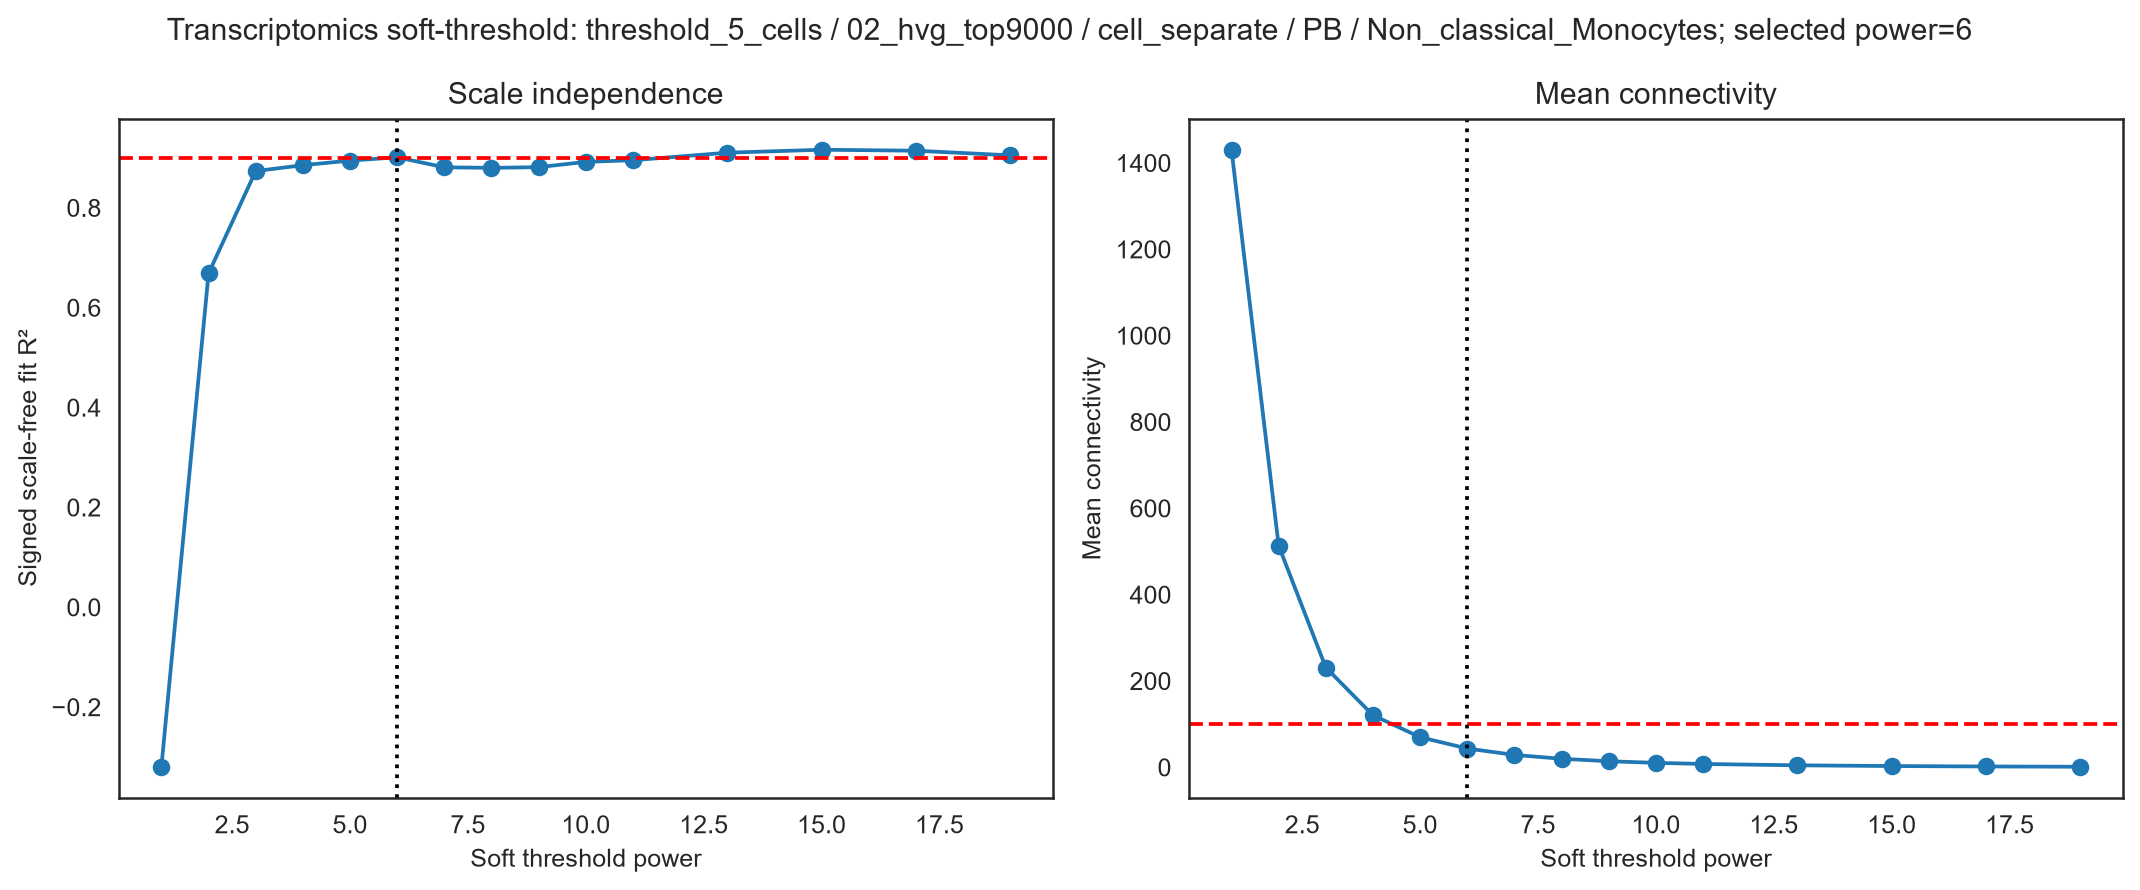 Transcriptomics soft-threshold: threshold_5_cells / 02_hvg_top9000 / cell_separate / PB / Non_classical_Monocytes; selected power=6
Scale independence
Signed scale-free fit R²
0.8
0.6
0.4
0.2
0.0
−0.2
2.5 5.0 7.5 10.0 12.5 15.0 17.5
Soft threshold power
Mean connectivity
Mean connectivity
1400
1200
1000
800
600
400
200
0
2.5 5.0 7.5 10.0 12.5 15.0 17.5
Soft threshold power